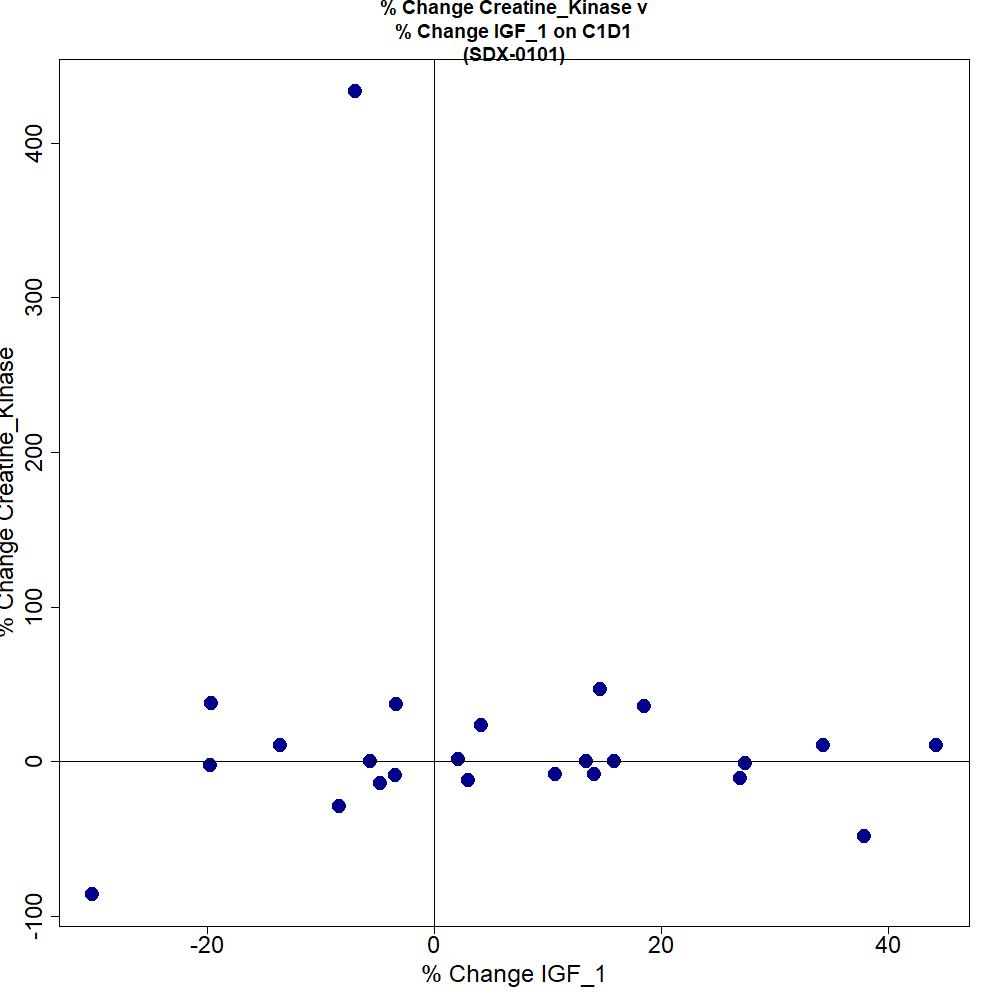 % Change Creatine_Kinase v
% Change IGF_1 on C1D1
(SDX-0101)
% Change Creatine_Kinase
400
300
200
100
0
-100
-20
0
20
40
% Change IGF_1